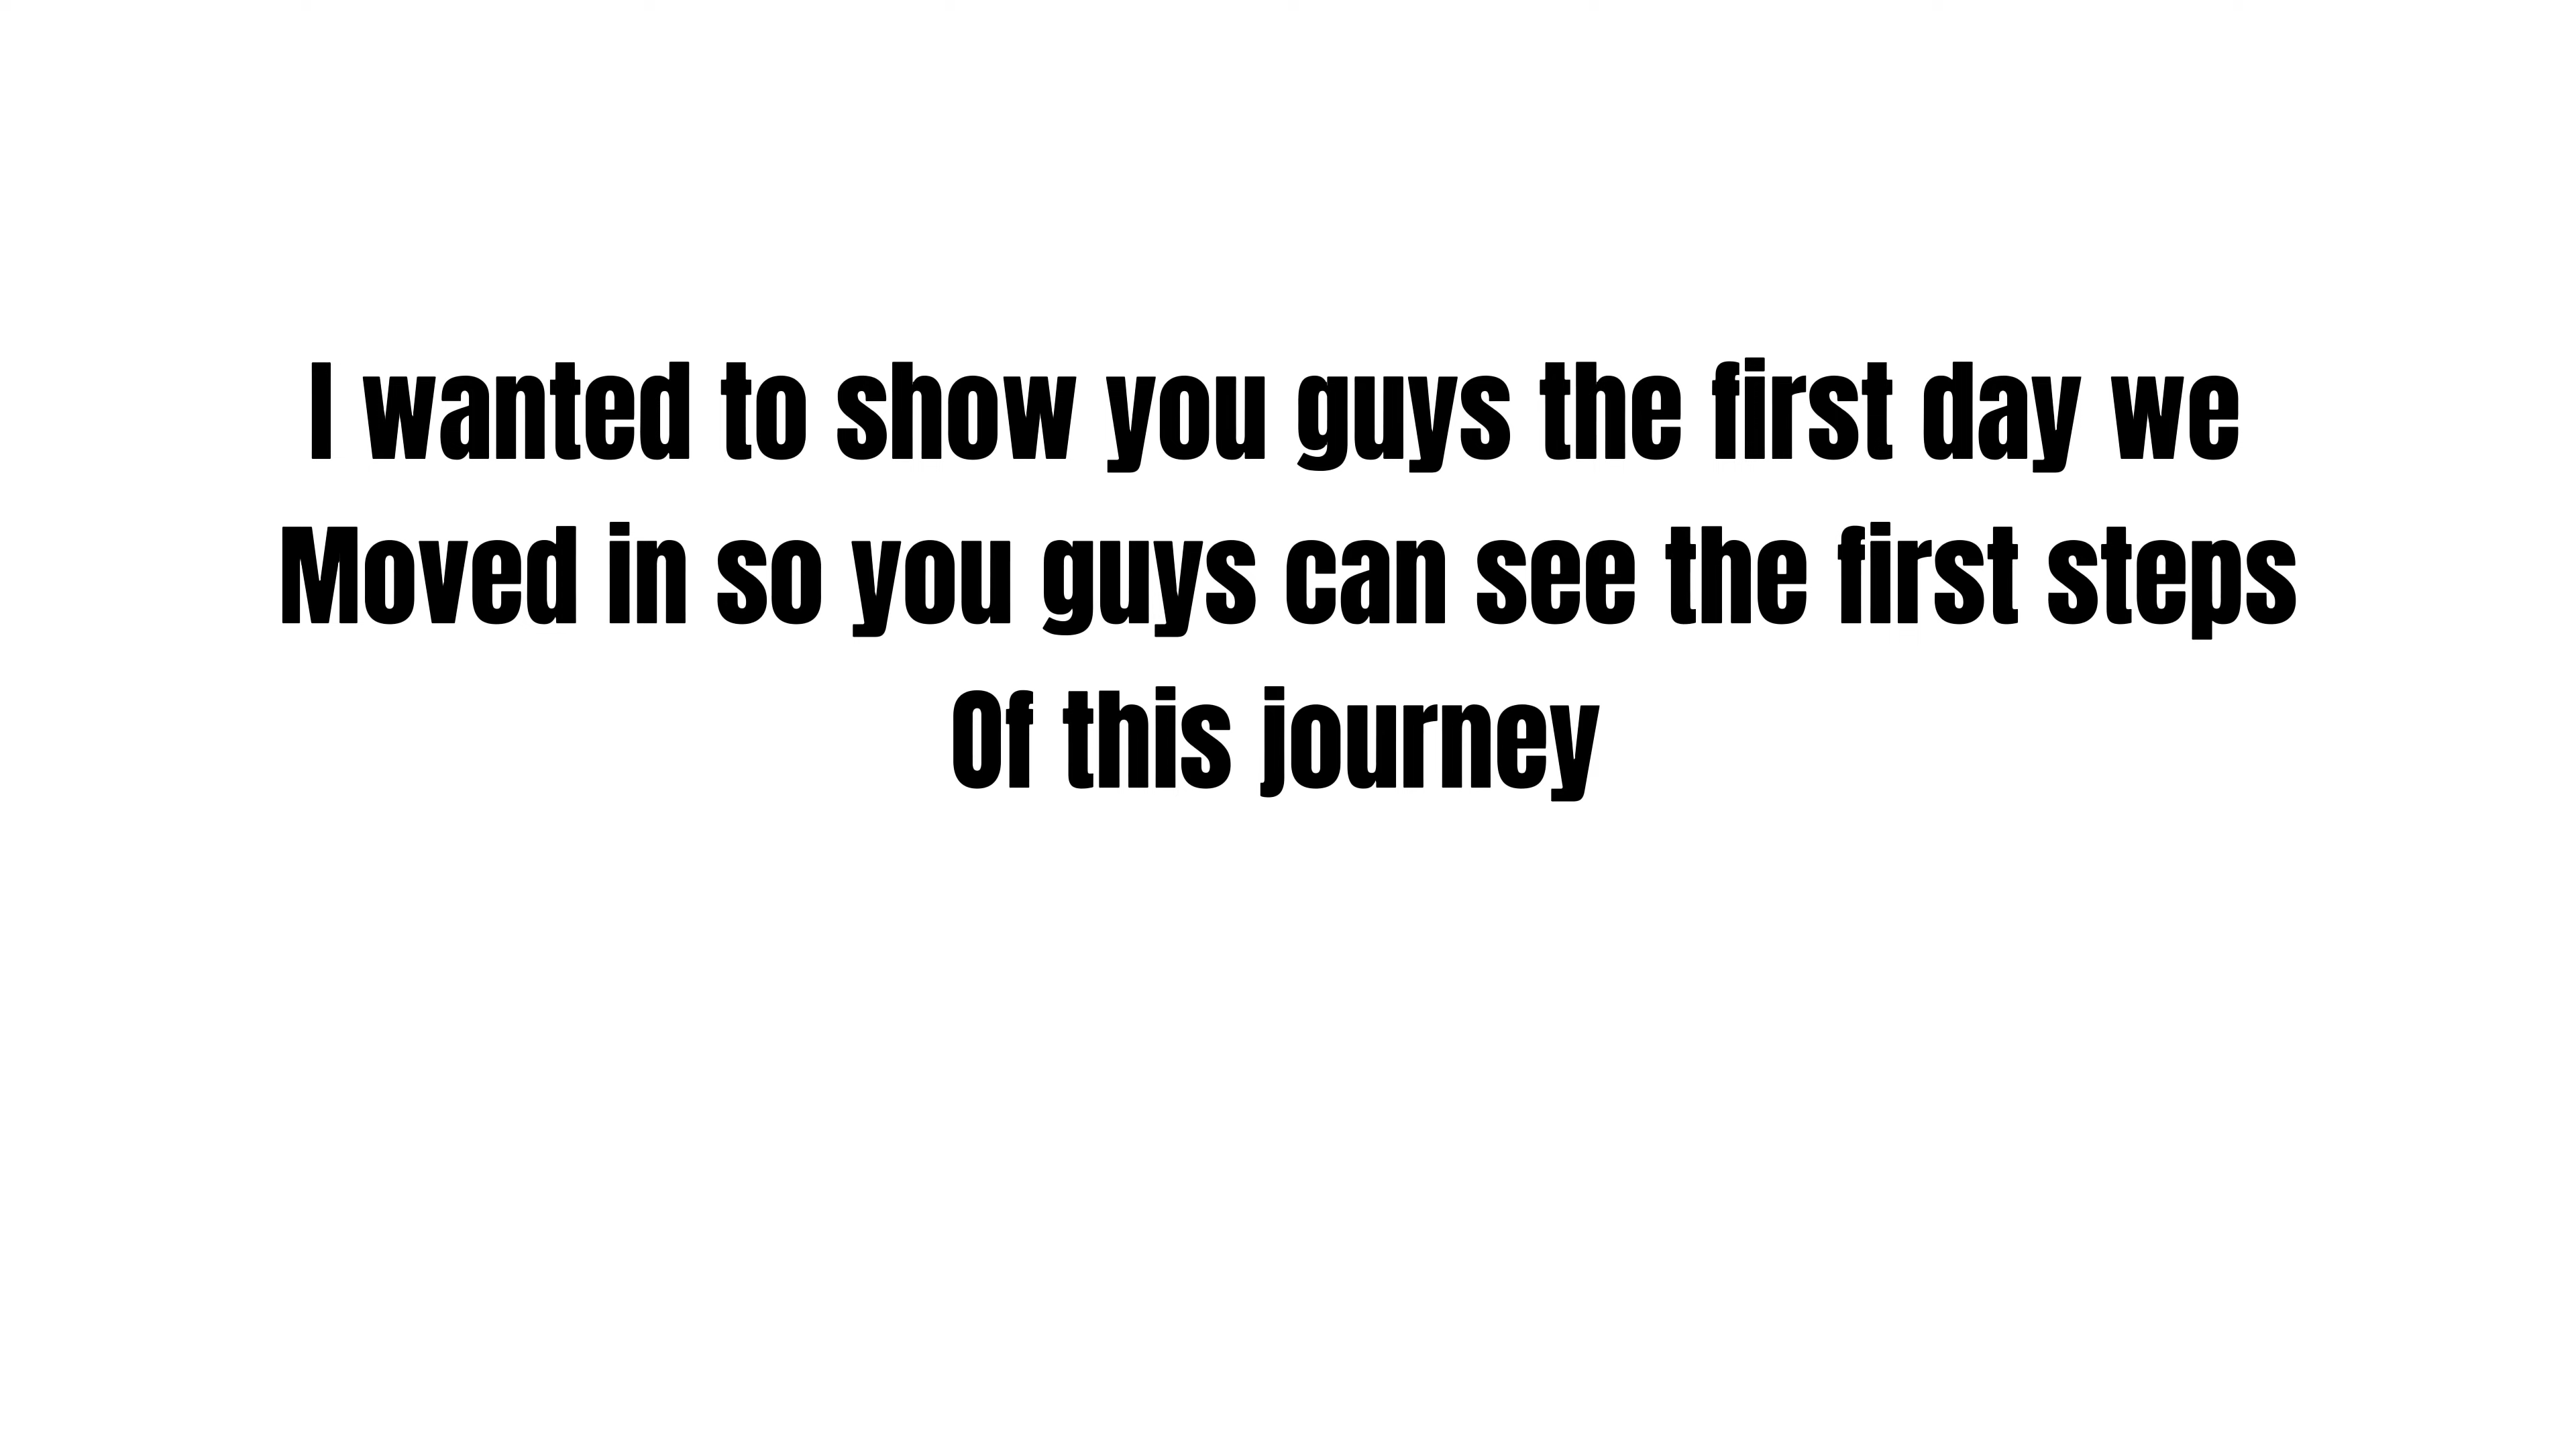 I wanted to show you guys the first day we
Moved in so you guys can see the first steps
Of this journey